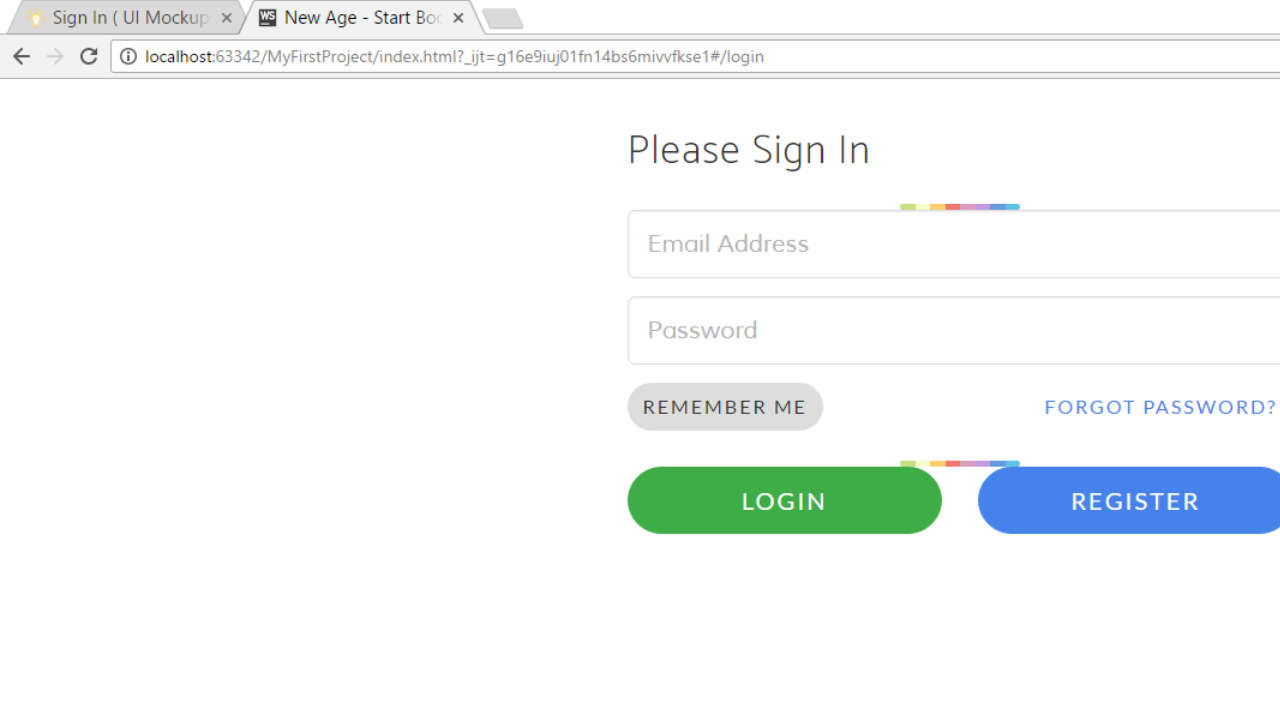 Sign In ( UI Mockup
WS New Age - Start Boo
localhost:63342/MyFirstProject/index.html?_ijt=g16e9iuj01fn14bs6mivvfkse1#/login
Please Sign In
Email Address
Password
REMEMBER ME FORGOT PASSWORD?
LOGIN REGISTER